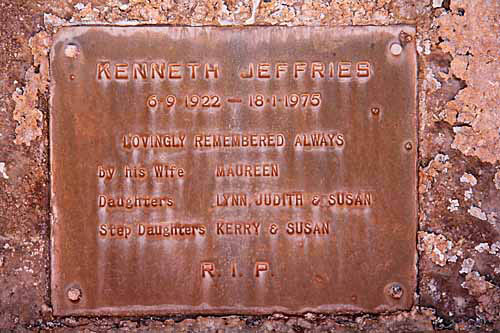 KENNETH JEFFRIES
6·9 1922 — 18·1·1975
LOVINGLY REMEMBERED ALWAYS
by his Wife MAUREEN
Daughters LYNN, JUDITH & SUSAN
Step Daughters KERRY & SUSAN
R.I.P.